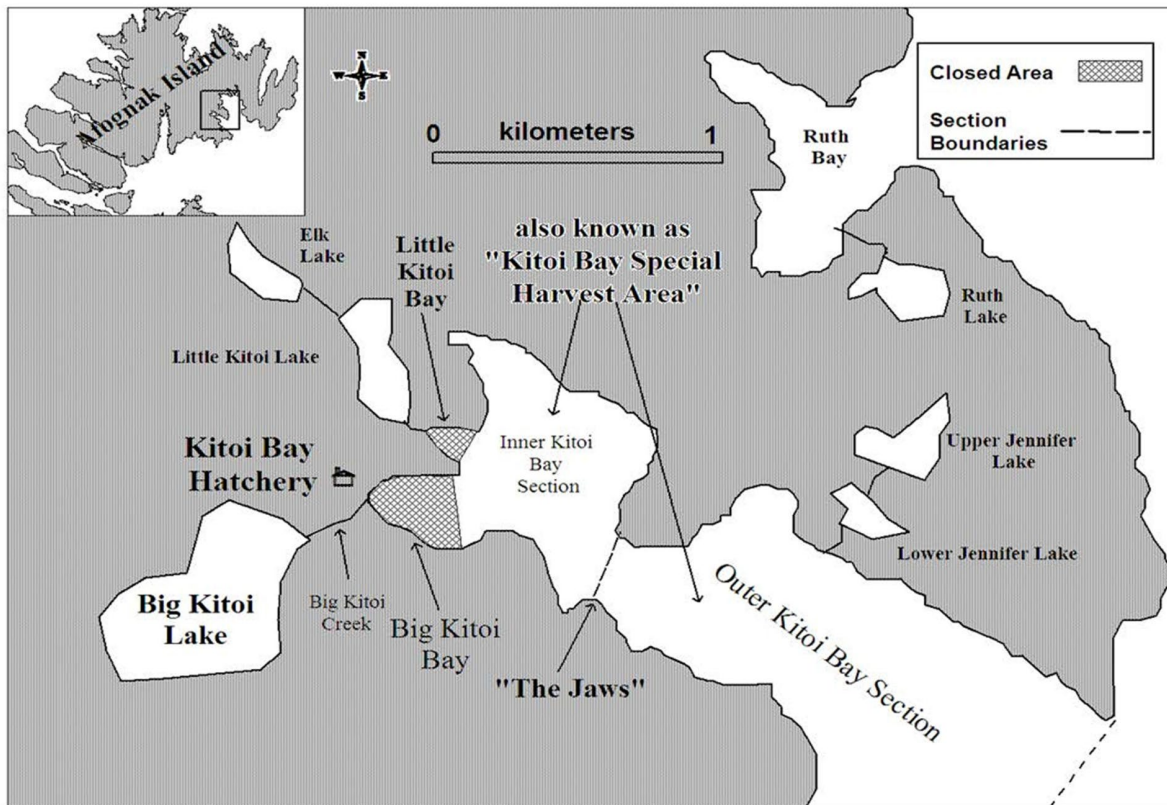 Afognak Island
N
W E
S
0 kilometers 1
Closed Area
Section
Boundaries
Ruth
Bay
also known as
"Kitoi Bay Special
Harvest Area"
Elk
Lake
Little
Kitoi
Bay
Ruth
Lake
Little Kitoi Lake
Inner Kitoi
Bay
Section
Kitoi Bay
Hatchery
Upper Jennifer
Lake
Lower Jennifer Lake
Big Kitoi
Lake
Big Kitoi
Creek
Big Kitoi
Bay
Outer Kitoi Bay Section
"The Jaws"